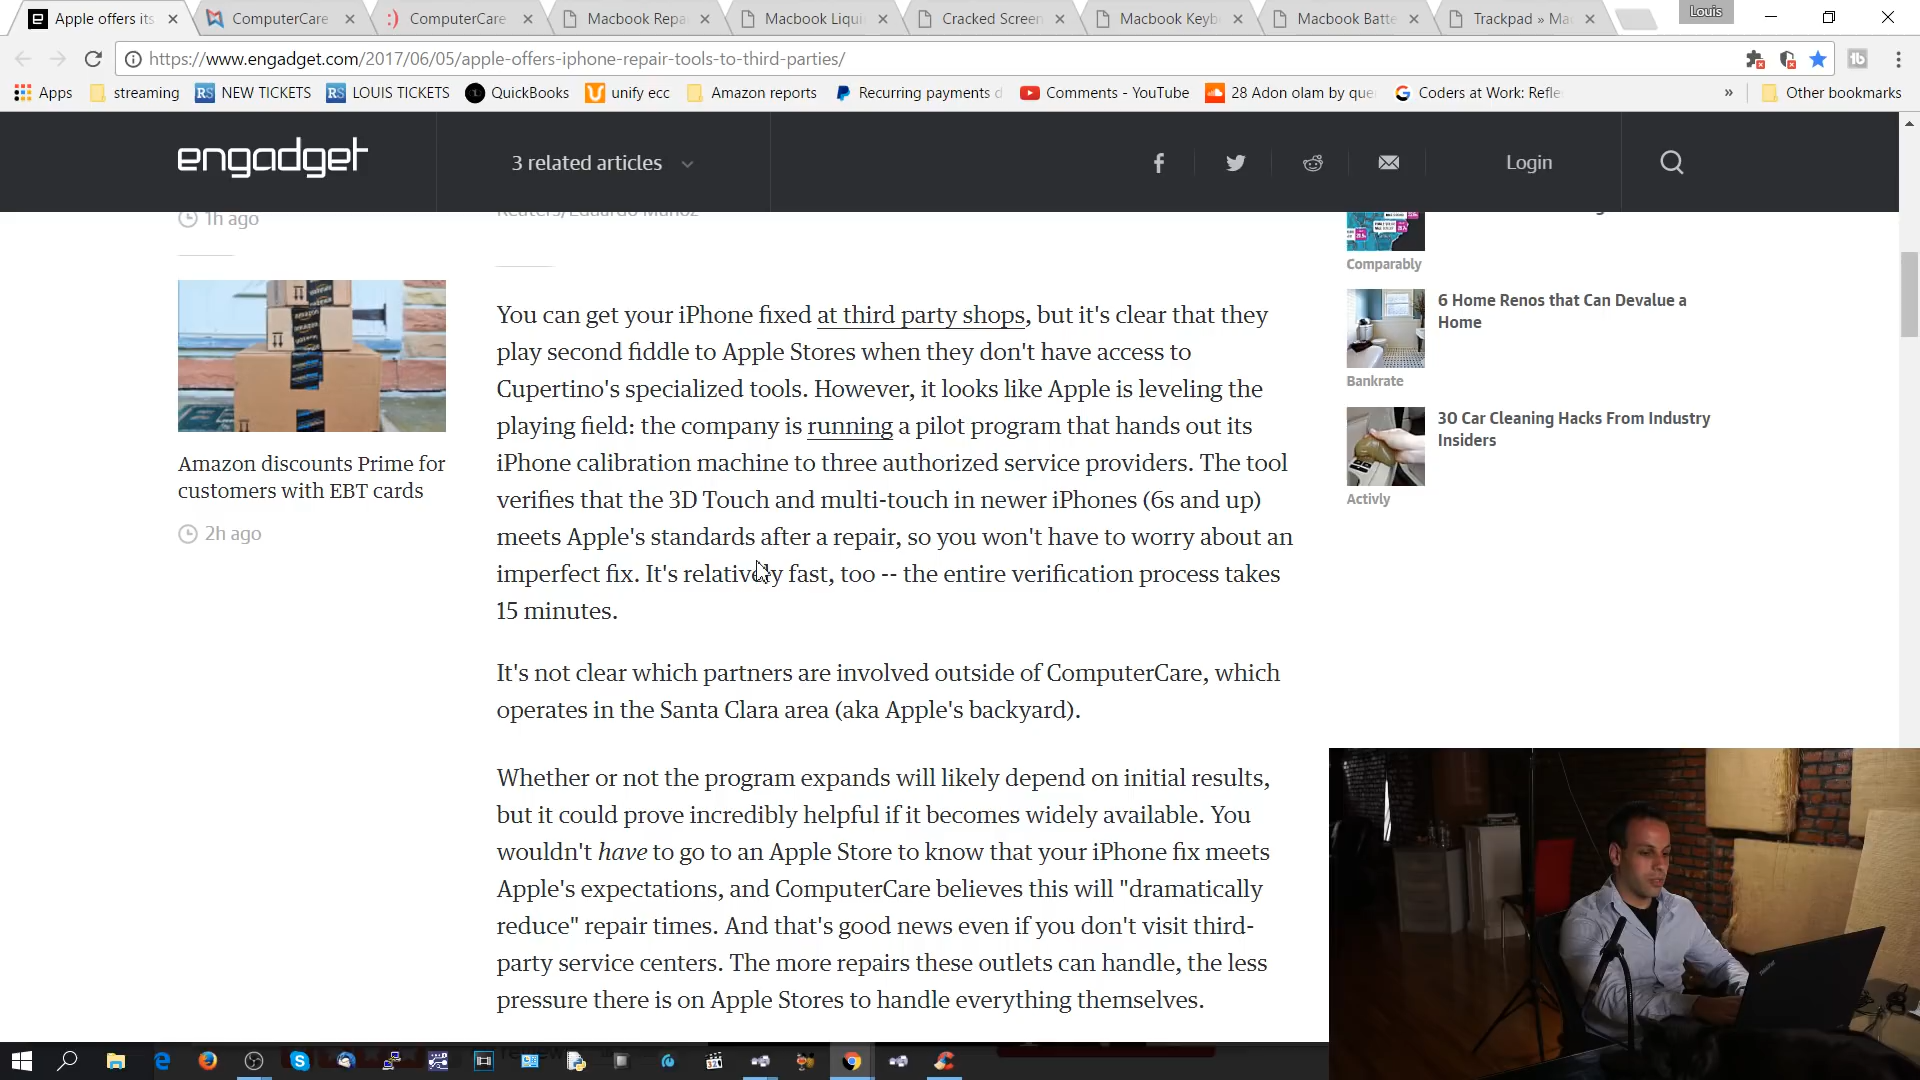 Apple offers its
ComputerCare
ComputerCare
Macbook Repa
Macbook Liqui
Cracked Screen
Macbook Keyb
Macbook Batte
Trackpad » Ma
Louis
https://www.engadget.com/2017/06/05/apple-offers-iphone-repair-tools-to-third-parties/
Apps
streaming
RS NEW TICKETS
RS LOUIS TICKETS
QuickBooks
unify ecc
Amazon reports
Recurring payments d
Comments - YouTube
28 Adon olam by que
Coders at Work: Refle
»
Other bookmarks
engadget
3 related articles
Login
1h ago
Amazon discounts Prime for
customers with EBT cards
2h ago
Reuters/Eduardo Munoz
You can get your iPhone fixed at third party shops, but it's clear that they
play second fiddle to Apple Stores when they don't have access to
Cupertino's specialized tools. However, it looks like Apple is leveling the
playing field: the company is running a pilot program that hands out its
iPhone calibration machine to three authorized service providers. The tool
verifies that the 3D Touch and multi-touch in newer iPhones (6s and up)
meets Apple's standards after a repair, so you won't have to worry about an
imperfect fix. It's relatively fast, too -- the entire verification process takes
15 minutes.
It's not clear which partners are involved outside of ComputerCare, which
operates in the Santa Clara area (aka Apple's backyard).
Whether or not the program expands will likely depend on initial results,
but it could prove incredibly helpful if it becomes widely available. You
wouldn't have to go to an Apple Store to know that your iPhone fix meets
Apple's expectations, and ComputerCare believes this will "dramatically
reduce" repair times. And that's good news even if you don't visit third-
party service centers. The more repairs these outlets can handle, the less
pressure there is on Apple Stores to handle everything themselves.
Comparably
6 Home Renos that Can Devalue a
Home
Bankrate
30 Car Cleaning Hacks From Industry
Insiders
Activly